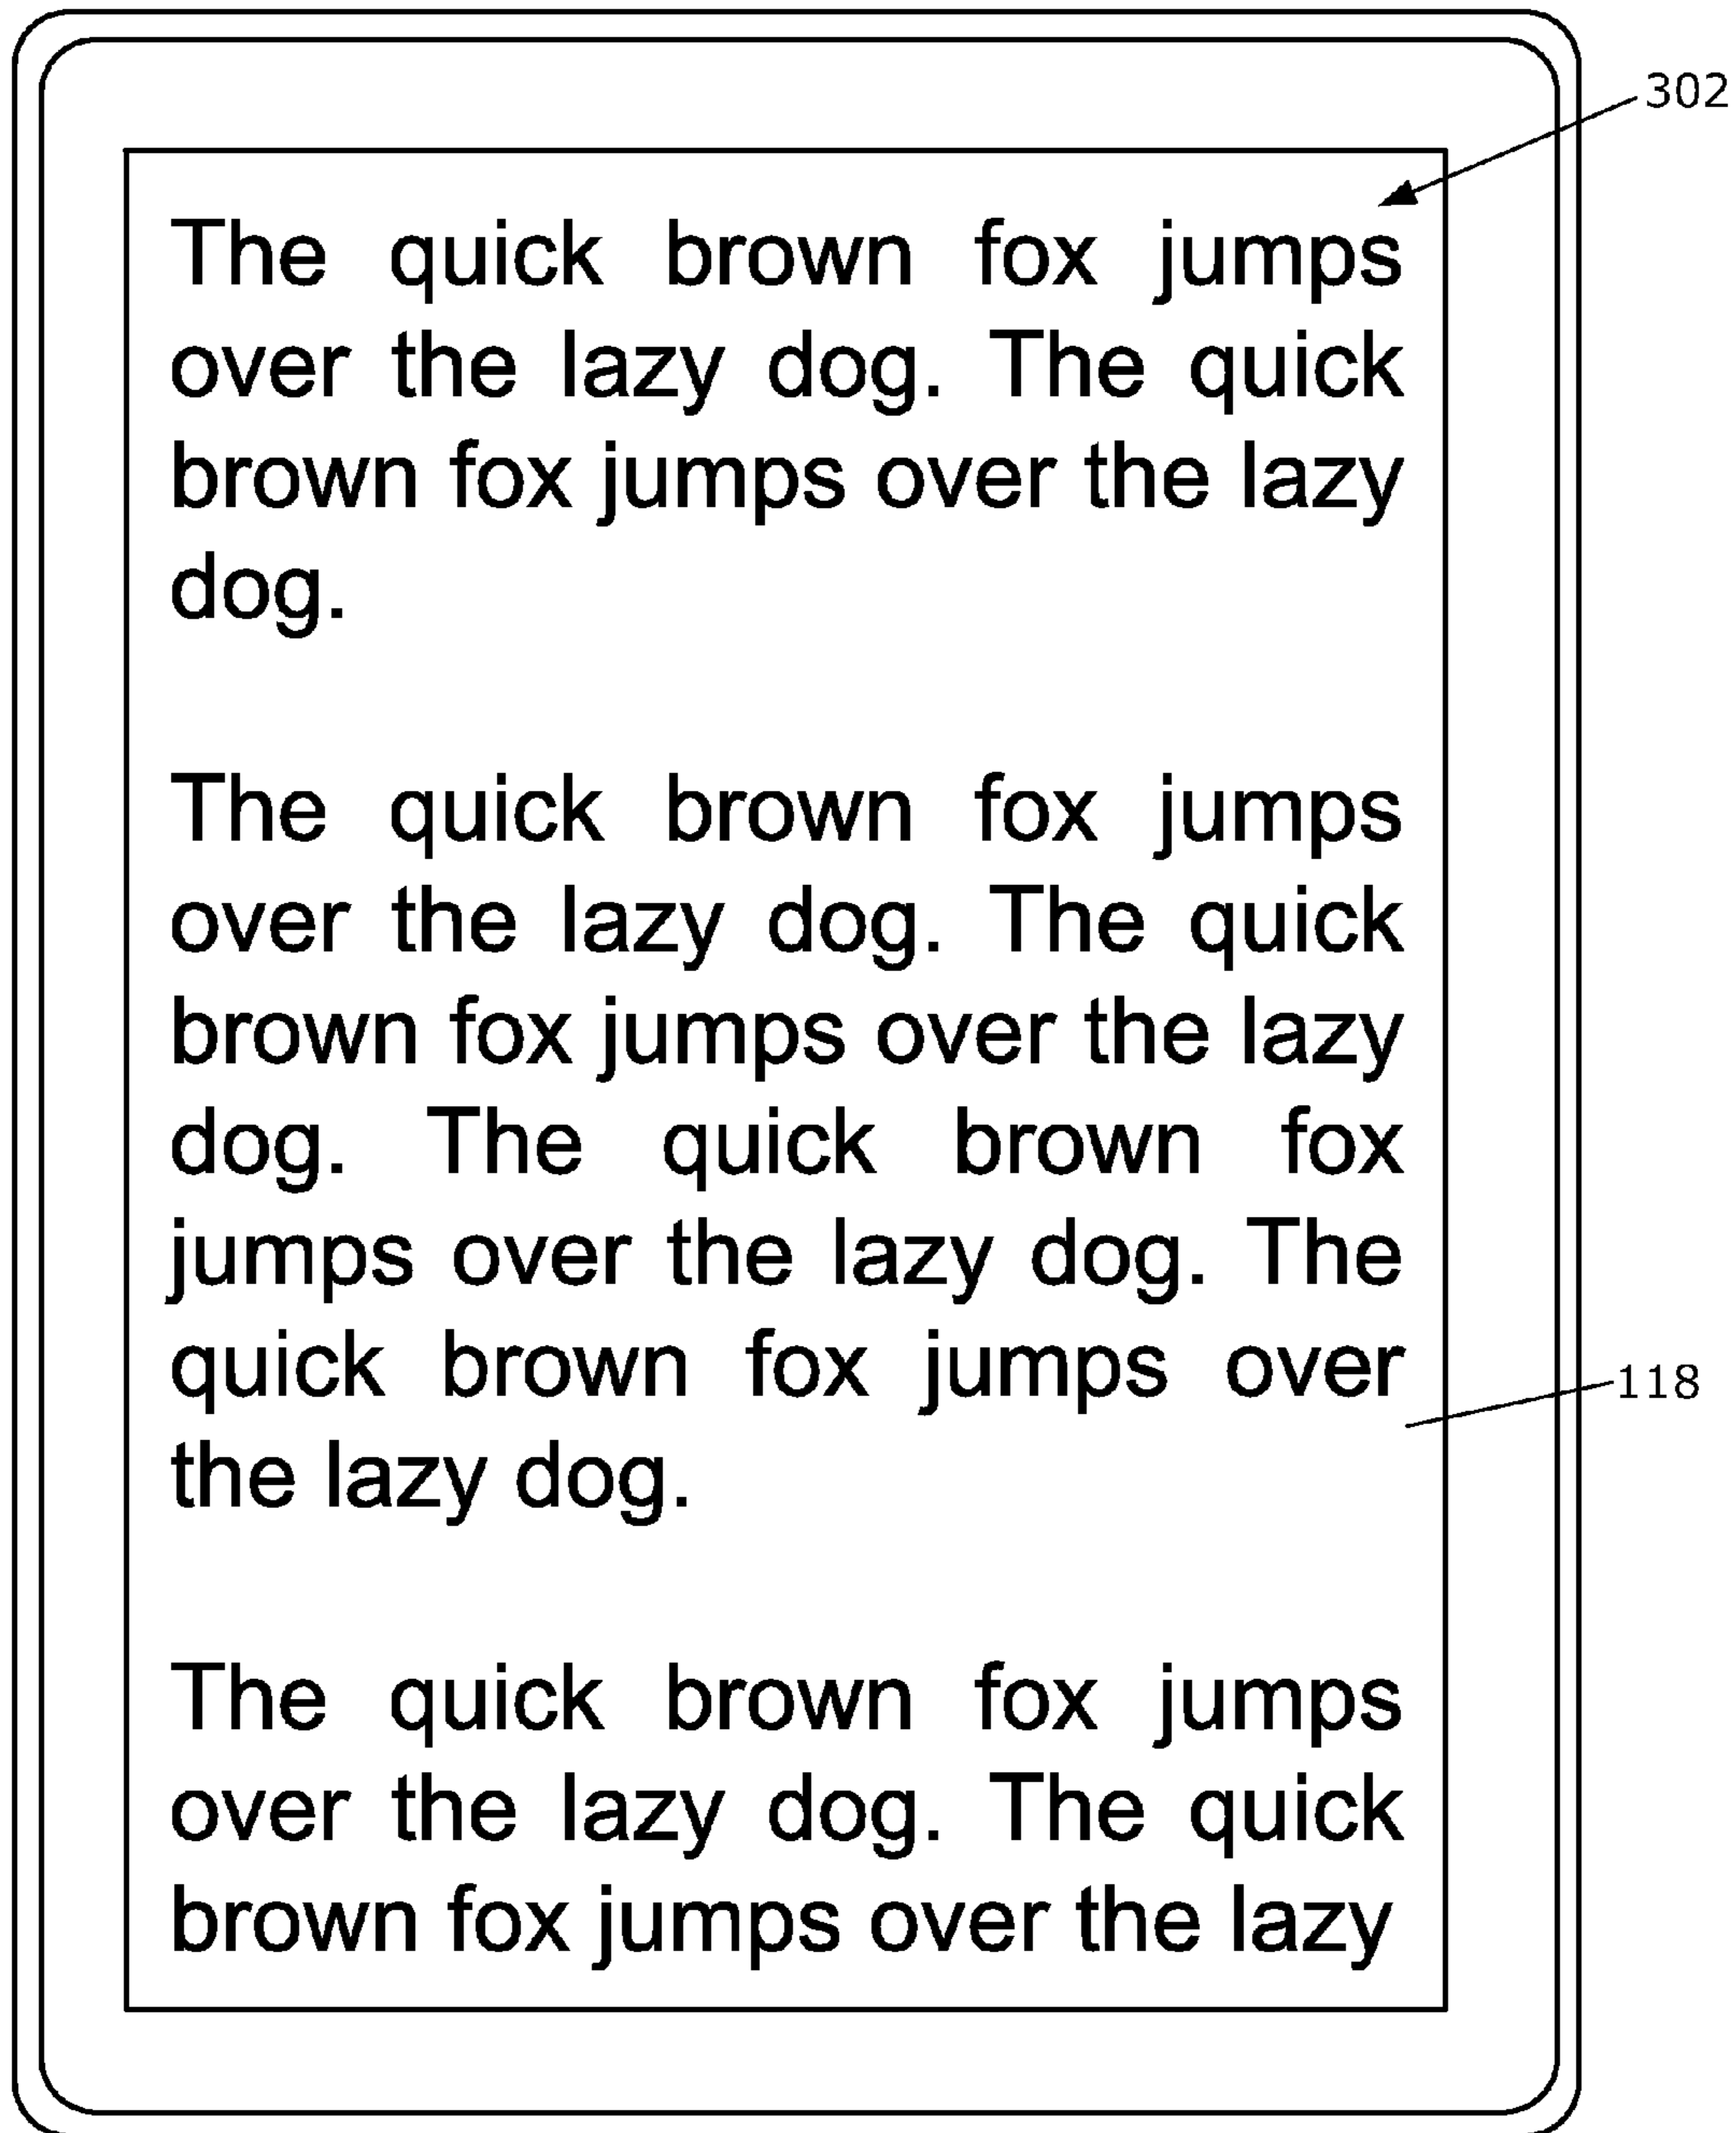 302
The quick brown fox jumps
over the lazy dog. The quick
brown fox jumps over the lazy
dog.
The quick brown fox jumps
over the lazy dog. The quick
brown fox jumps over the lazy
dog. The quick brown fox
jumps over the lazy dog. The
quick brown fox jumps over
118
the lazy dog.
The quick brown fox jumps
over the lazy dog. The quick
brown fox jumps over the lazy